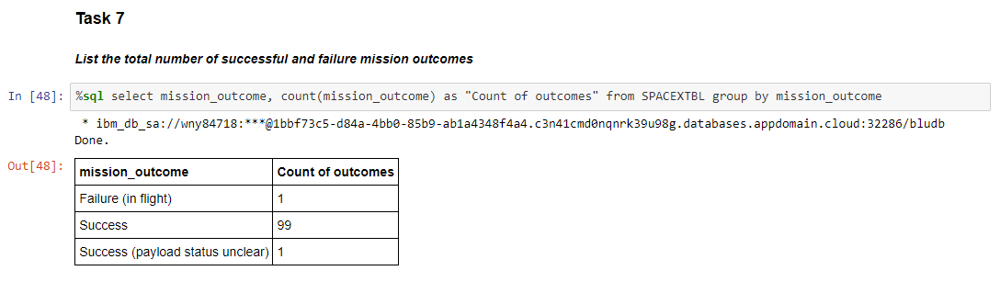 Task 7
List the total number of successful and failure mission outcomes
In [48]: %sql select mission_outcome, count(mission_outcome) as "Count of outcomes" from SPACEXTBL group by mission_outcome
* ibm_db_sa://wny84718:***@1bbf73c5-d84a-4bb0-85b9-ab1a4348f4a4.c3n41cmd0nqnrk39u98g.databases.appdomain.cloud:32286/bludb
Done.
Out[48]:
mission_outcome Count of outcomes
Failure (in flight) 1
Success 99
Success (payload status unclear) 1